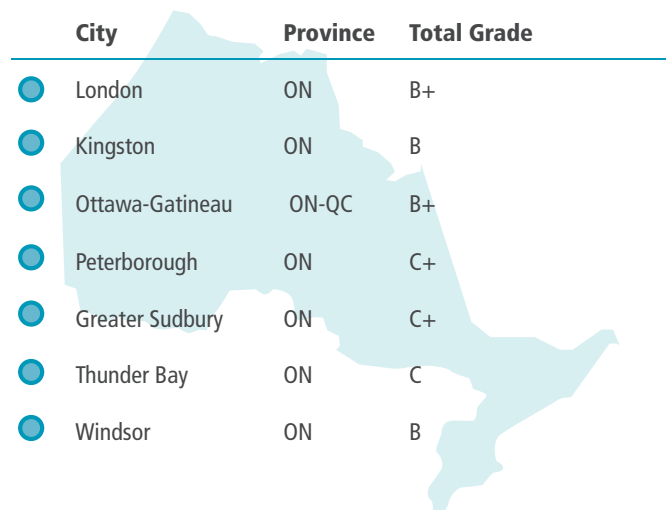 City Province Total Grade
London ON B+
Kingston ON B
Ottawa-Gatineau ON-QC B+
Peterborough ON C+
Greater Sudbury ON C+
Thunder Bay ON C
Windsor ON B